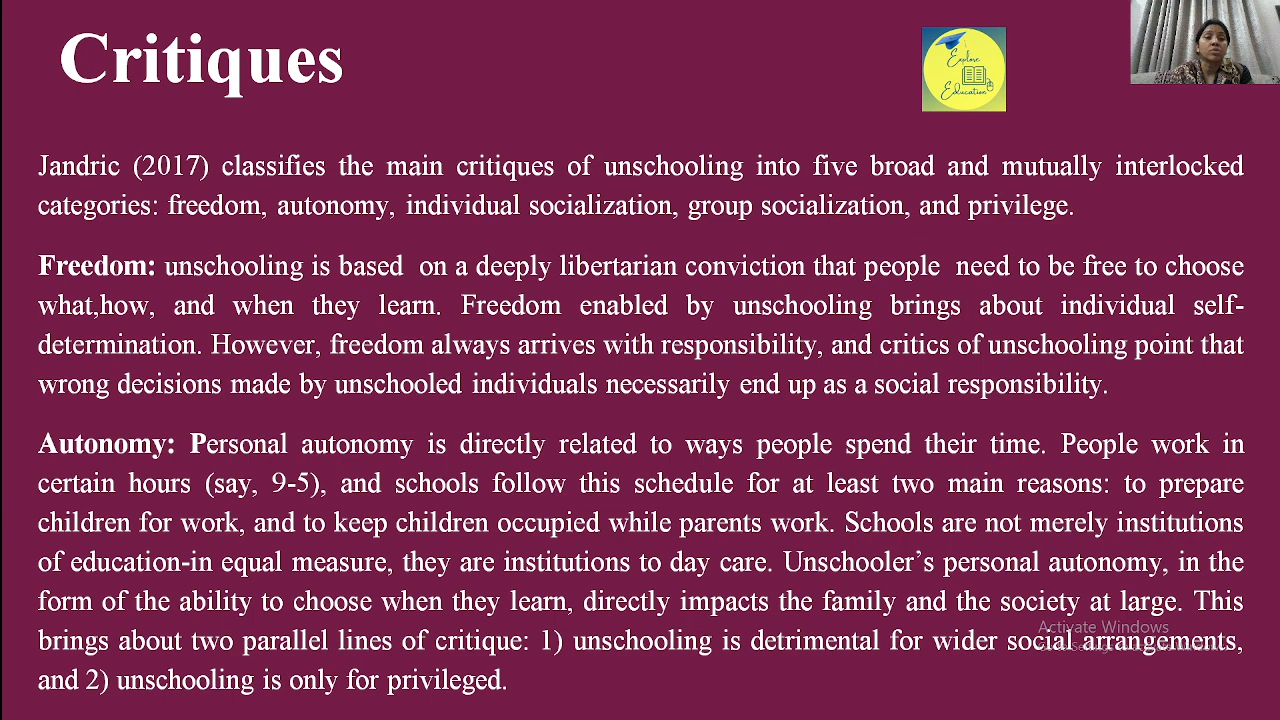 Critiques
Explore
Education
Jandric (2017) classifies the main critiques of unschooling into five broad and mutually interlocked
categories: freedom, autonomy, individual socialization, group socialization, and privilege.
Freedom: unschooling is based  on a deeply libertarian conviction that people  need to be free to choose
what,how, and when they learn. Freedom enabled by unschooling brings about individual self-
determination. However, freedom always arrives with responsibility, and critics of unschooling point that
wrong decisions made by unschooled individuals necessarily end up as a social responsibility.
Autonomy: Personal autonomy is directly related to ways people spend their time. People work in
certain hours (say, 9-5), and schools follow this schedule for at least two main reasons: to prepare
children for work, and to keep children occupied while parents work. Schools are not merely institutions
of education-in equal measure, they are institutions to day care. Unschooler’s personal autonomy, in the
form of the ability to choose when they learn, directly impacts the family and the society at large. This
brings about two parallel lines of critique: 1) unschooling is detrimental for wider social arrangements,
and 2) unschooling is only for privileged.
Activate Windows
Go to Settings to activate Windows.